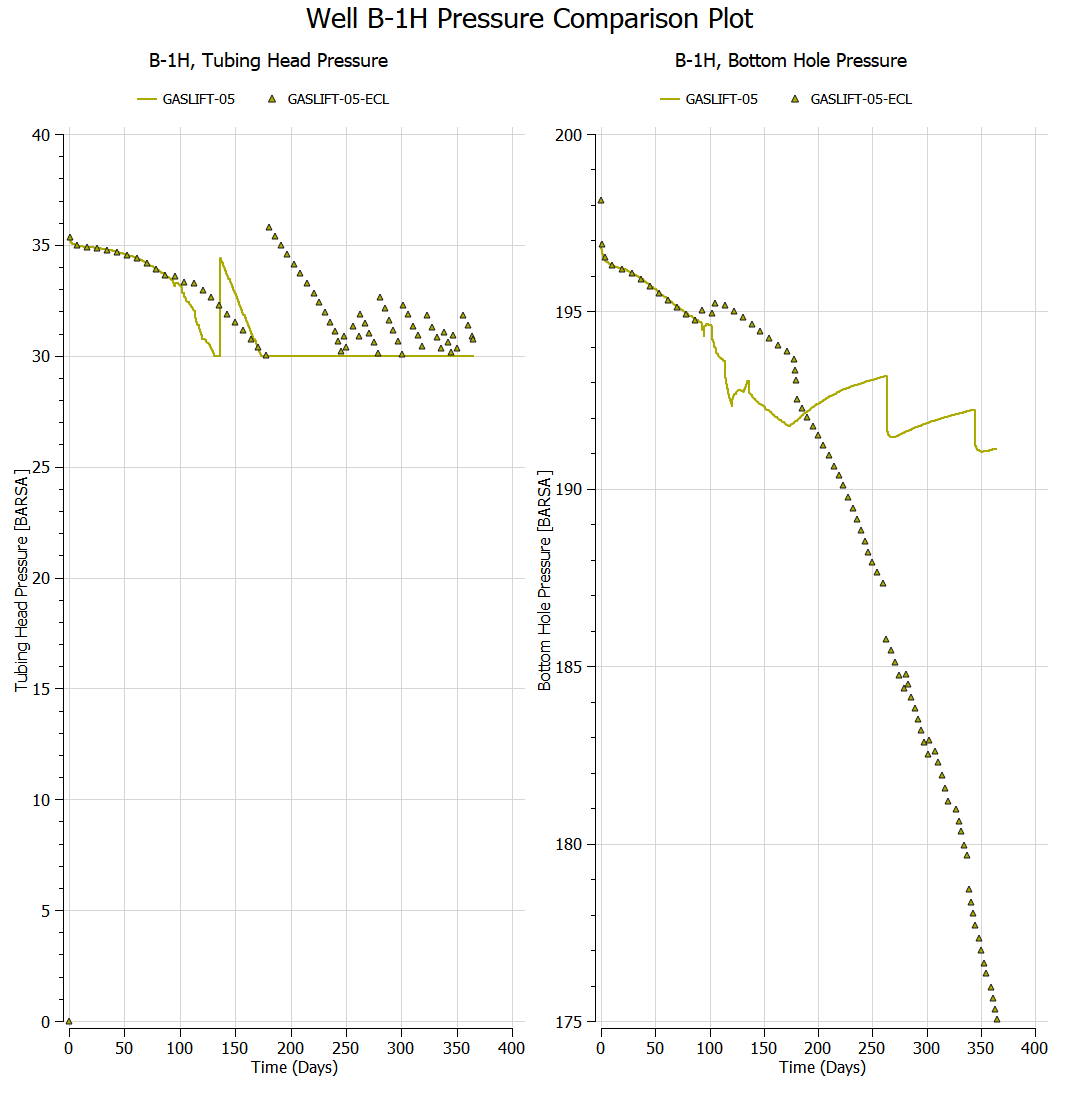 Well B-1H Pressure Comparison Plot
B-1H, Tubing Head Pressure
GASLIFT-05 GASLIFT-05-ECL
Tubing Head Pressure [BARSA]
40
35
30
25
20
15
10
5
0
0 50 100 150 200 250 300 350 400
Time (Days)
B-1H, Bottom Hole Pressure
GASLIFT-05 GASLIFT-05-ECL
Bottom Hole Pressure [BARSA]
200
195
190
185
180
175
0 50 100 150 200 250 300 350 400
Time (Days)